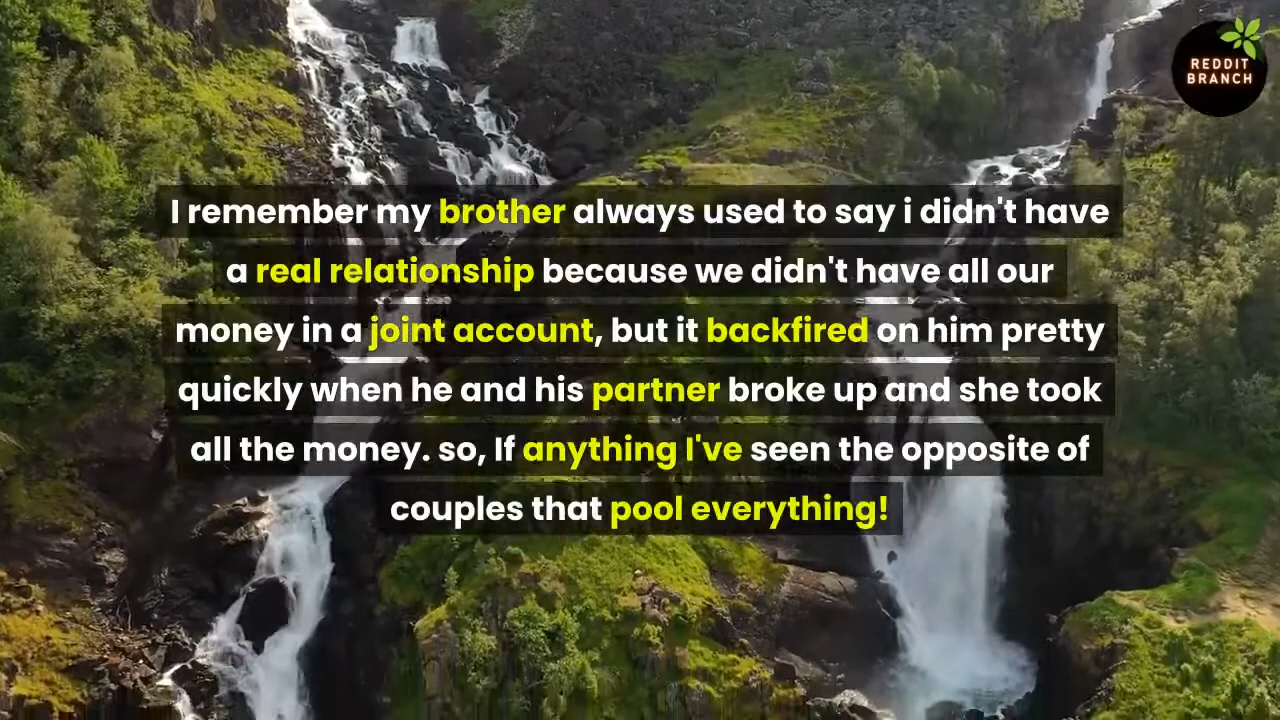 REDDIT
BRANCH
I remember my brother always used to say i didn't have
a real relationship because we didn't have all our
money in a joint account, but it backfired on him pretty
quickly when he and his partner broke up and she took
all the money. so, If anything I've seen the opposite of
couples that pool everything!